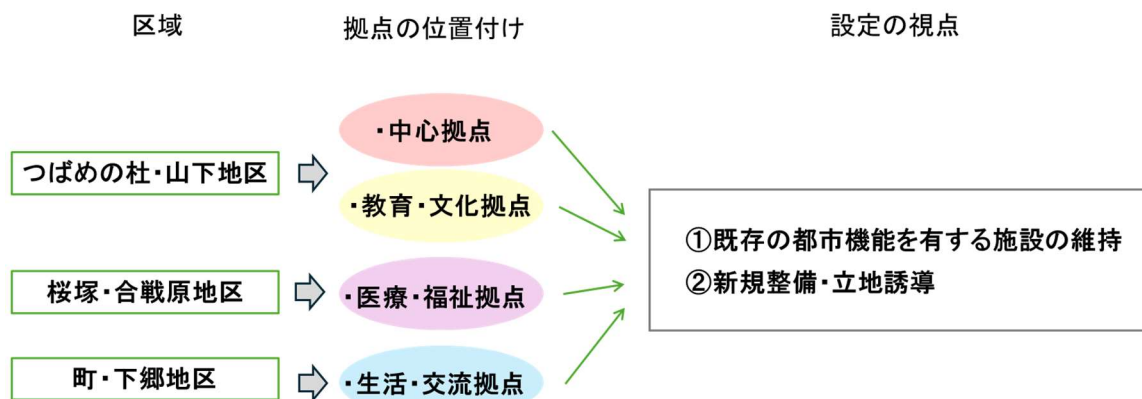 区域
拠点の位置付け
設定の視点
つばめの杜・山下地区
・中心拠点
・教育・文化拠点
桜塚・合戦原地区
・医療・福祉拠点
町・下郷地区
・生活・交流拠点
①既存の都市機能を有する施設の維持
②新規整備・立地誘導